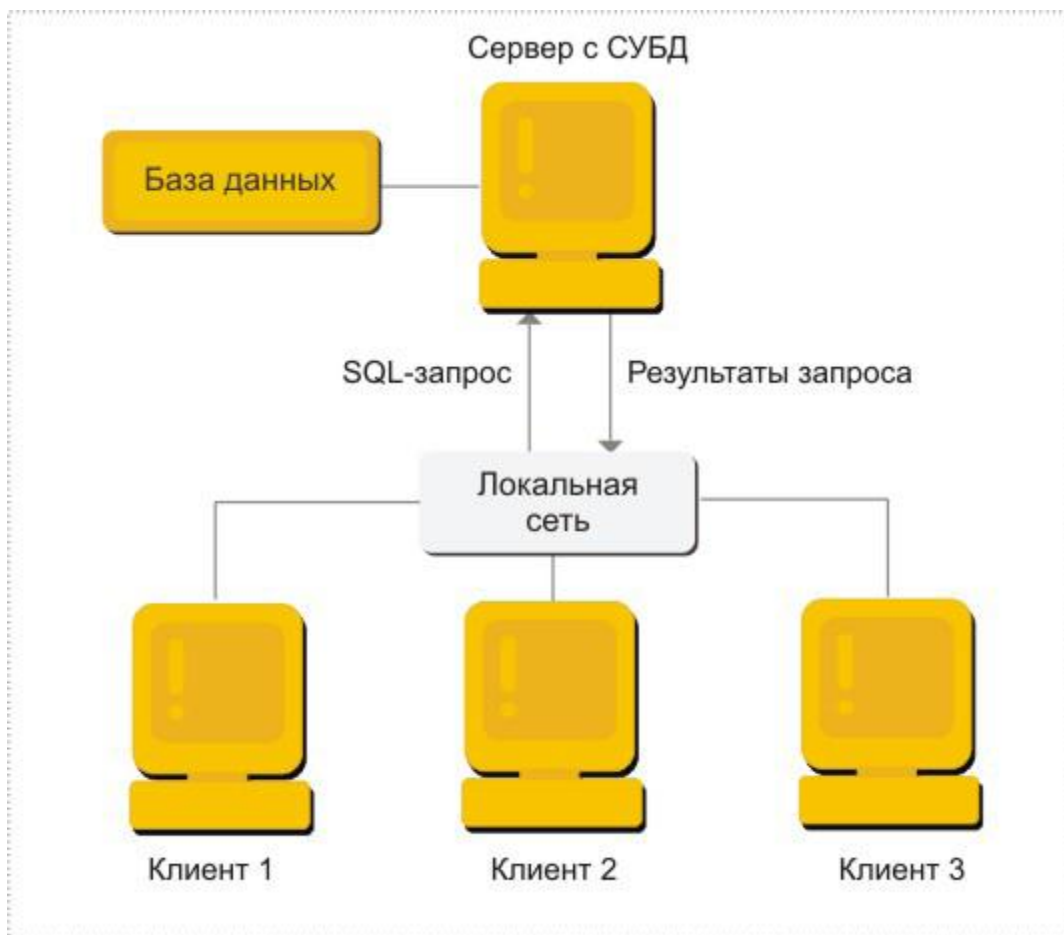 Сервер с СУБД
База данных
SQL-запрос
Результаты запроса
Локальная
сеть
Клиент 1
Клиент 2
Клиент 3